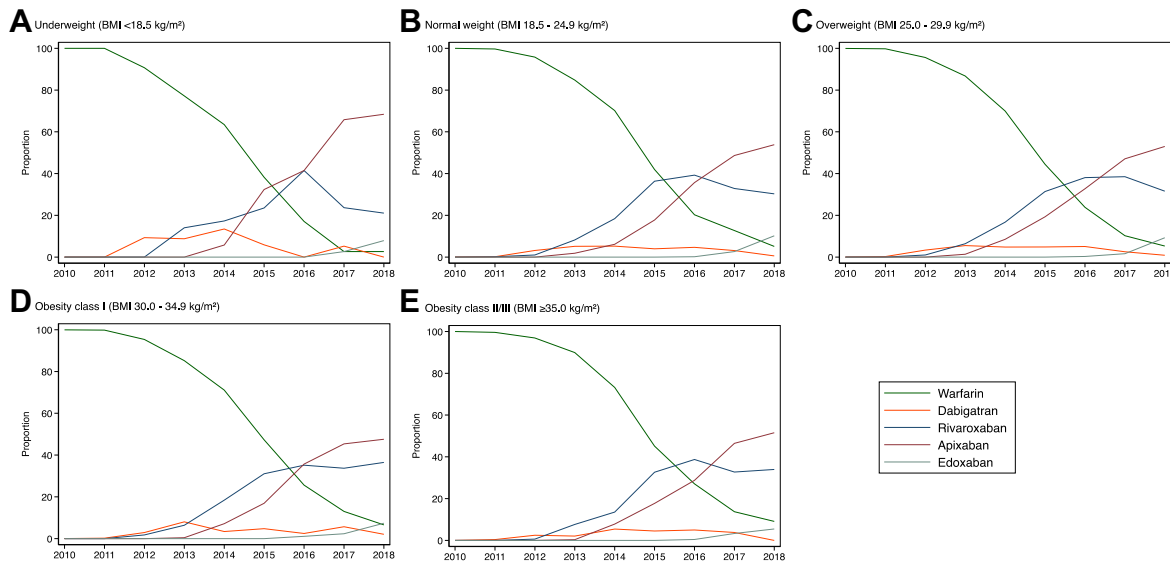 A Underweight (BMI <18.5 kg/m²)
100
80
60
40
20
0
Proportion
2010 2011 2012 2013 2014 2015 2016 2017 2018
B Normal weight (BMI 18.5 - 24.9 kg/m²)
100
80
60
40
20
0
Proportion
2010 2011 2012 2013 2014 2015 2016 2017 2018
C Overweight (BMI 25.0 - 29.9 kg/m²)
100
80
60
40
20
0
Proportion
2010 2011 2012 2013 2014 2015 2016 2017 201
D Obesity class I (BMI 30.0 - 34.9 kg/m²)
100
80
60
40
20
0
Proportion
2010 2011 2012 2013 2014 2015 2016 2017 2018
E Obesity class II/III (BMI ≥35.0 kg/m²)
100
80
60
40
20
0
Proportion
2010 2011 2012 2013 2014 2015 2016 2017 2018
Warfarin
Dabigatran
Rivaroxaban
Apixaban
Edoxaban